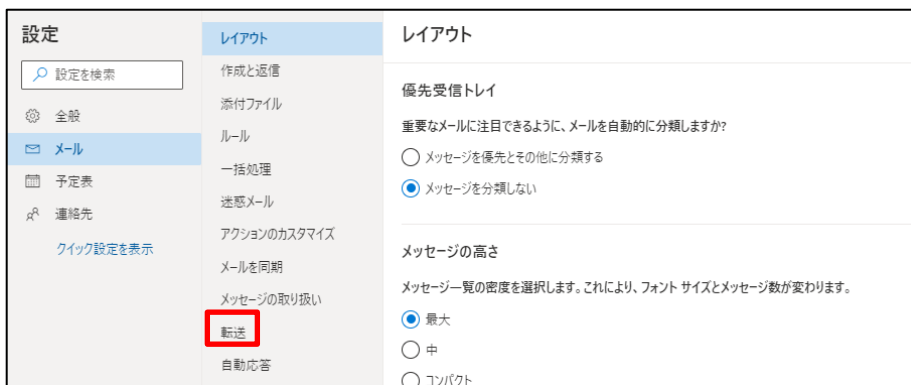 設定
設定を検索
全般
メール
予定表
連絡先
クイック設定を表示
レイアウト
作成と返信
添付ファイル
ルール
一括処理
迷惑メール
アクションのカスタマイズ
メールを同期
メッセージの取り扱い
転送
自動応答
レイアウト
優先受信トレイ
重要なメールに注目できるように、メールを自動的に分類しますか?
メッセージを優先とその他に分類する
メッセージを分類しない
メッセージの高さ
メッセージ一覧の密度を選択します。これにより、フォント サイズとメッセージ数が変わります。
最大
中
コンパクト